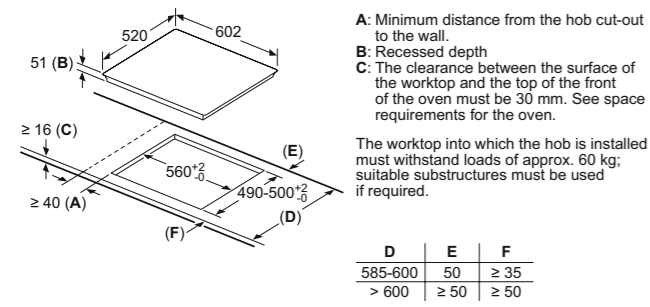 520
602
51 (B)
≥ 16 (C)
(E)
560+2-0
490-500+2-0
≥ 40 (A)
(D)
(F)
A: Minimum distance from the hob cut-out
to the wall.
B: Recessed depth
C: The clearance between the surface of
the worktop and the top of the front
of the oven must be 30 mm. See space
requirements for the oven.
The worktop into which the hob is installed
must withstand loads of approx. 60 kg;
suitable substructures must be used
if required.
D E F
585-600 50 ≥ 35
> 600 ≥ 50 ≥ 50